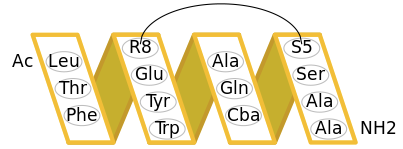 Ac
Leu
Thr
Phe
R8
Glu
Tyr
Trp
Ala
Gln
Cba
S5
Ser
Ala
Ala
NH2